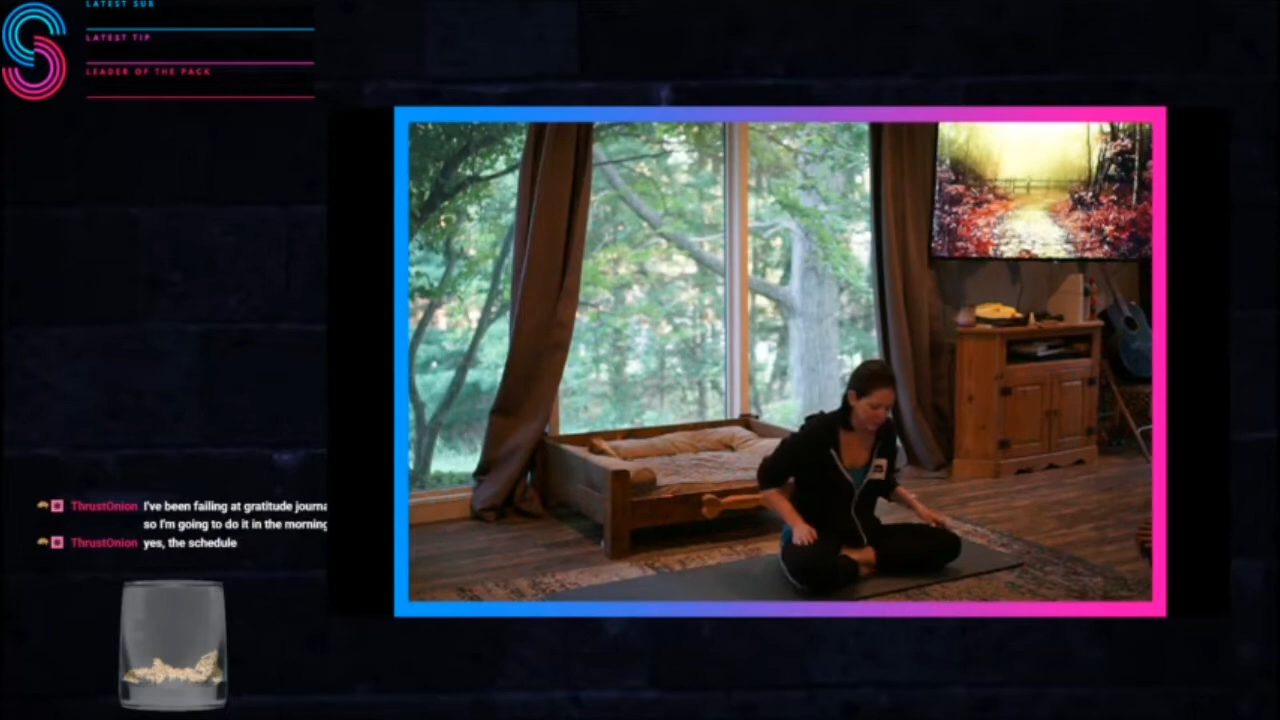 LATEST SUB
LATEST TIP
LEADER OF THE PACK
ThrustOnion I've been failing at gratitude journa
so I'm going to do it in the morning
ThrustOnion yes, the schedule